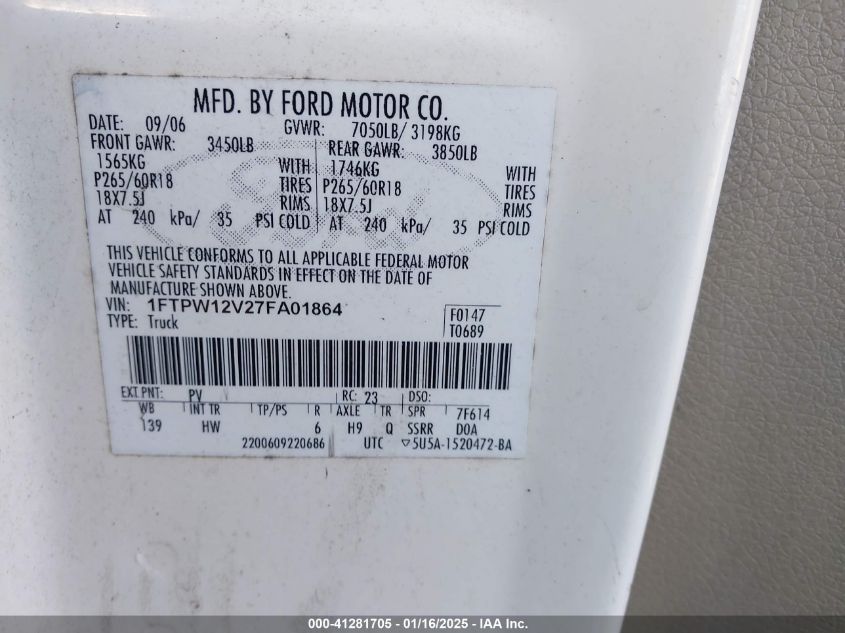 MFD. BY FORD MOTOR CO.
DATE: 09/06 GVWR: 7050LB/ 3198KG
FRONT GAWR: 3450LB REAR GAWR: 3850LB
1565KG WITH 1746KG WITH
P265/60R18 TIRES P265/60R18 TIRES
18X7.5J RIMS 18X7.5J RIMS
AT 240 kPa/ 35 PSI COLD AT 240 kPa/ 35 PSI COLD
THIS VEHICLE CONFORMS TO ALL APPLICABLE FEDERAL MOTOR
VEHICLE SAFETY STANDARDS IN EFFECT ON THE DATE OF
MANUFACTURE SHOWN ABOVE.
VIN: 1FTPW12V27FA01864
TYPE: Truck
F0147
T0689
EXT PNT: PV RC: 23 DSO:
WB INT TR TP/PS R AXLE TR SPR 7F614
139 HW 6 H9 Q SSRR DOA
2200609220686 UTC ▽5U5A-1520472-BA
000-41281705 - 01/16/2025 - IAA Inc.